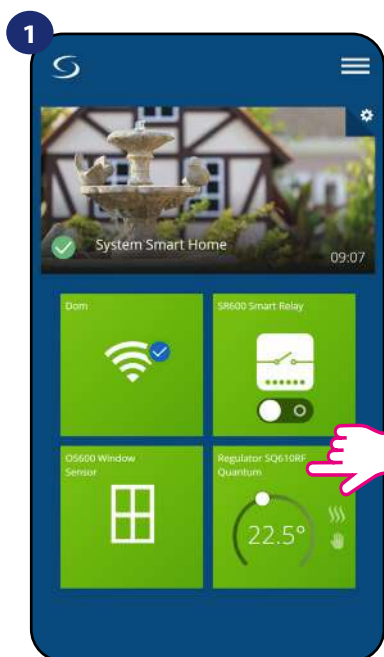 1
System Smart Home
09:07
Dom
SR600 Smart Relay
OS600 Window
Sensor
Regulator SQ610RF
Quantum
22.5°